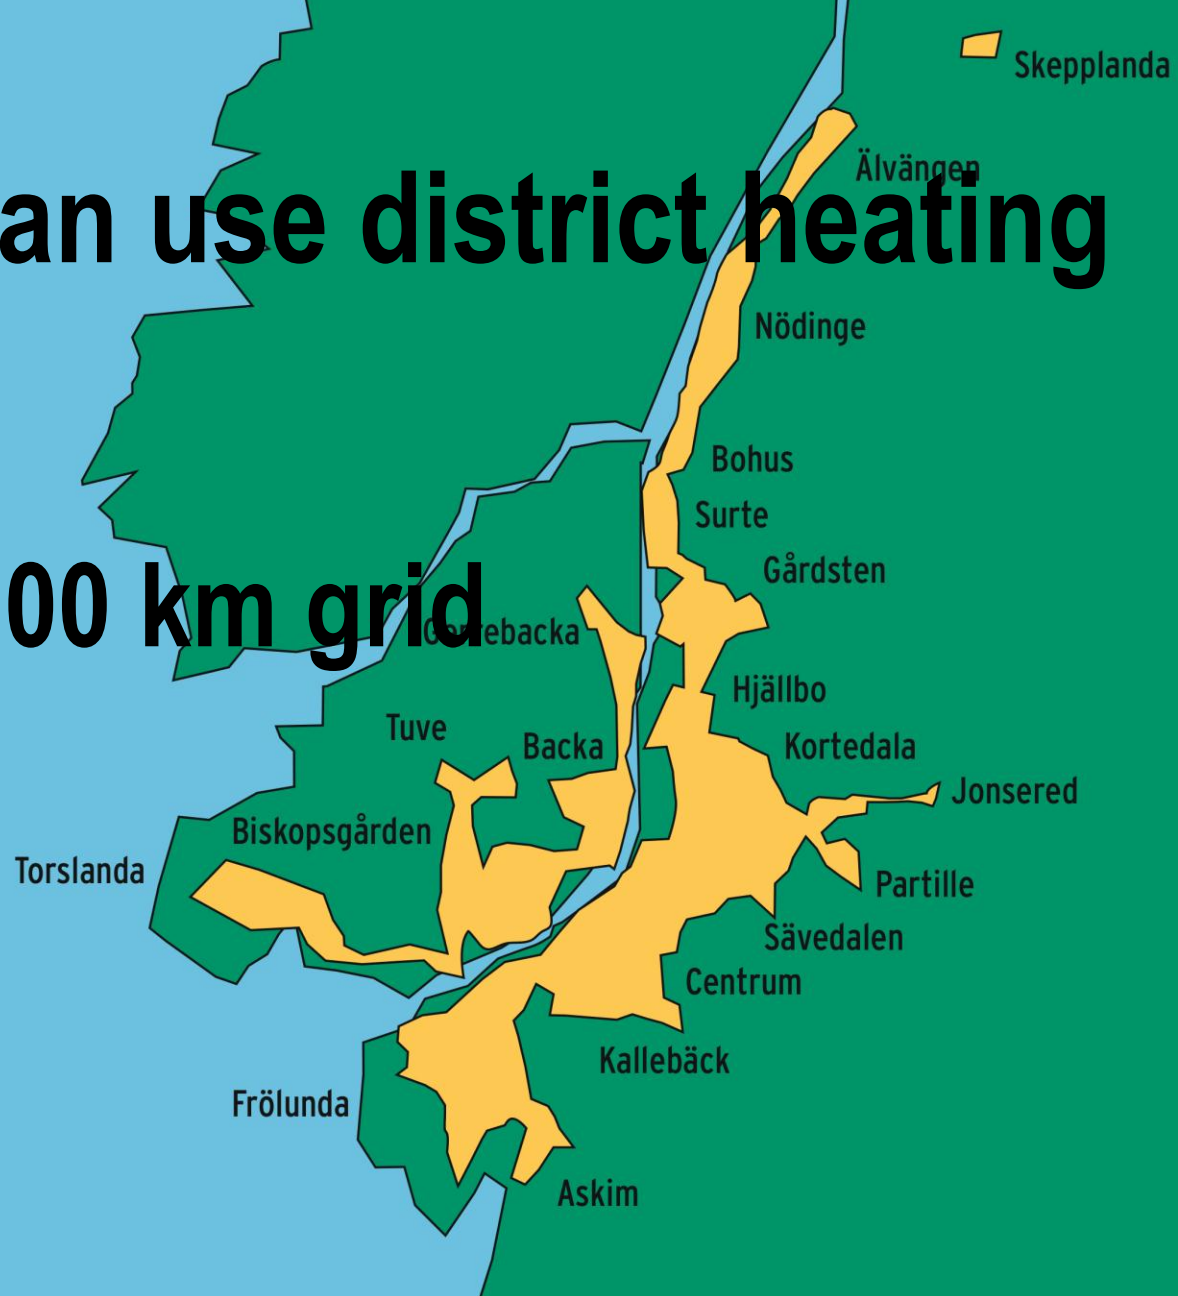 Skepplanda
Älvängen
an use district heating
Nödinge
Bohus
Surte
Gårdsten
00 km grid
Hjällbo
Tuve
Backa
Kortedala
Jonsered
Biskopsgården
Torslanda
Partille
Sävedalen
Centrum
Kallebäck
Frölunda
Askim